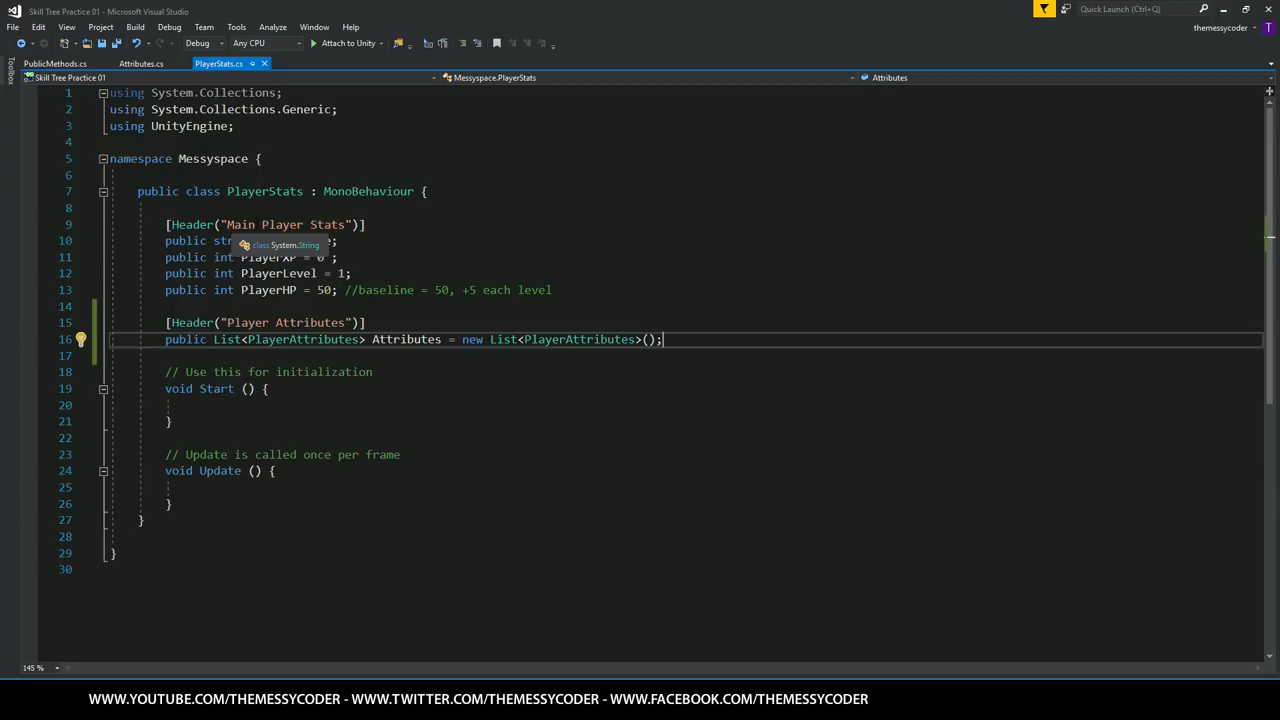 Skill Tree Practice 01 - Microsoft Visual Studio
Quick Launch (Ctrl+Q)
File Edit View Project Build Debug Team Tools Architecture Test Analyze Window Help
themessycoder
T
Debug Any CPU Attach to Unity
Toolbox
PublicMethods.cs Attributes.cs PlayerStats.cs
Skill Tree Practice 01 Messyspace.PlayerStats Attributes
1 using System.Collections;
2 using System.Collections.Generic;
3 using UnityEngine;
4
5 namespace Messyspace {
6
7 public class PlayerStats : MonoBehaviour {
8
9 [Header("Main Player Stats")]
10 public str e;
class System.String
11 public int PlayerXP = 0 ;
12 public int PlayerLevel = 1;
13 public int PlayerHP = 50; //baseline = 50, +5 each level
14
15 [Header("Player Attributes")]
16 public List<PlayerAttributes> Attributes = new List<PlayerAttributes>();
17
18 // Use this for initialization
19 void Start () {
20
21 }
22
23 // Update is called once per frame
24 void Update () {
25
26 }
27 }
28
29 }
30
145 %
WWW.YOUTUBE.COM/THEMESSYCODER - WWW.TWITTER.COM/THEMESSYCODER - WWW.FACEBOOK.COM/THEMESSYCODER